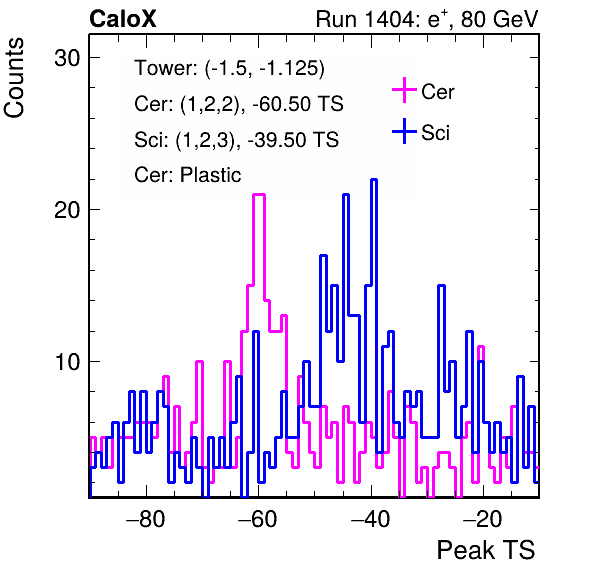 CaloX Run 1404: e⁺, 80 GeV
Counts
30
20
10
Tower: (-1.5, -1.125)
Cer: (1,2,2), -60.50 TS
Sci: (1,2,3), -39.50 TS
Cer: Plastic
Cer
Sci
−80 −60 −40 −20
Peak TS